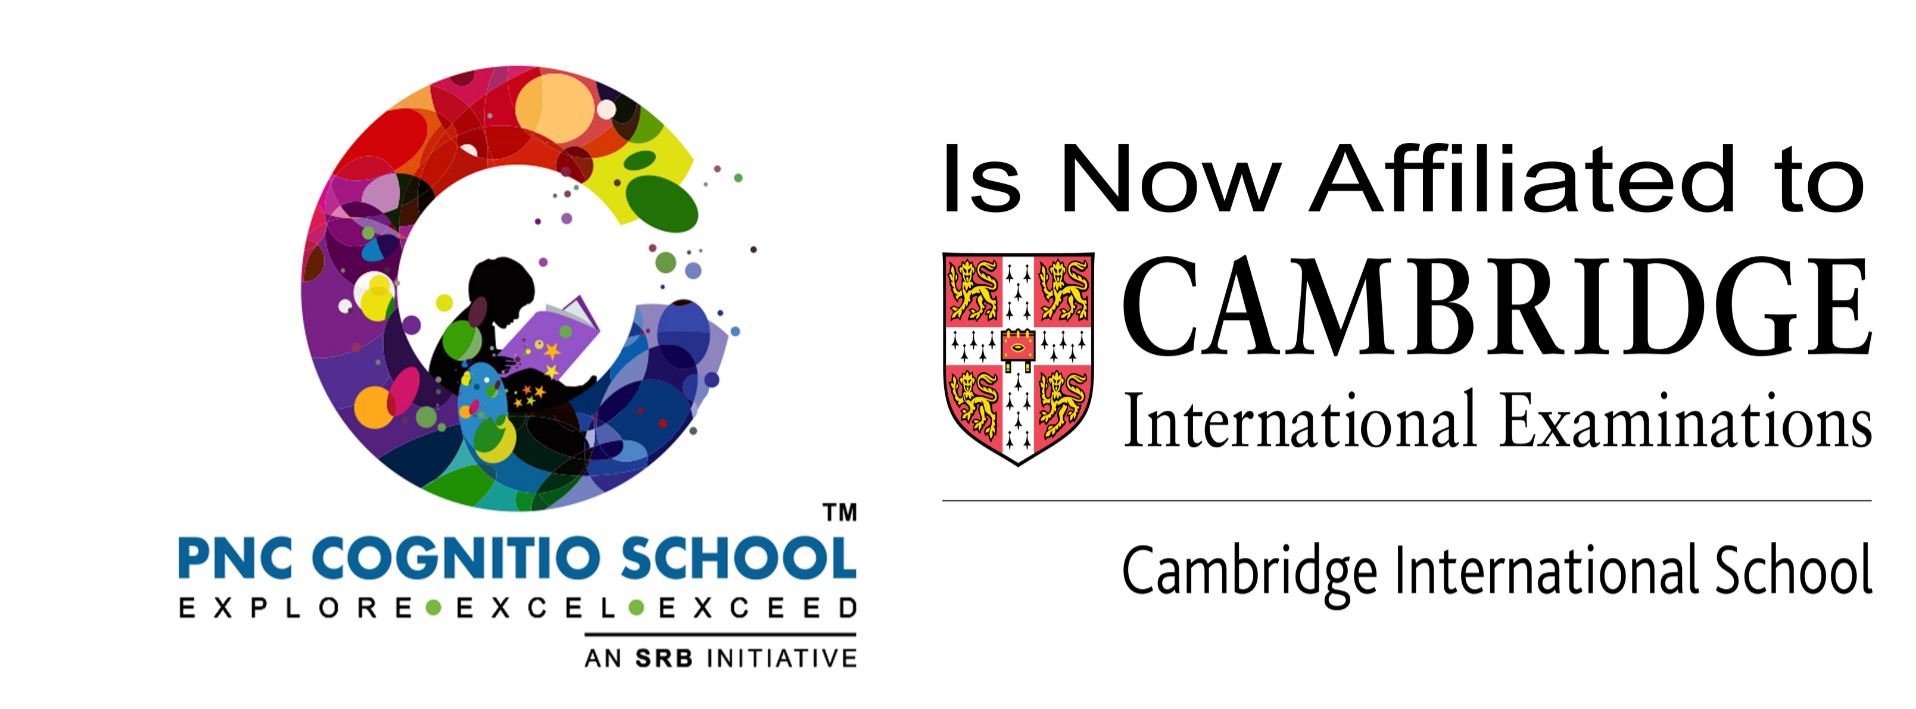 TM
PNC COGNITIO SCHOOL
EXPLORE•EXCEL•EXCEED
AN SRB INITIATIVE
Is Now Affiliated to
CAMBRIDGE
International Examinations
Cambridge International School